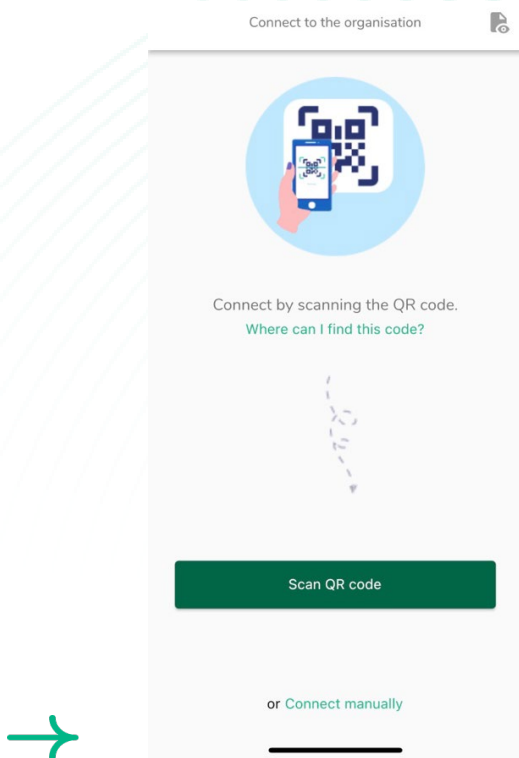 Connect to the organisation
Connect by scanning the QR code.
Where can I find this code?
Scan QR code
or Connect manually